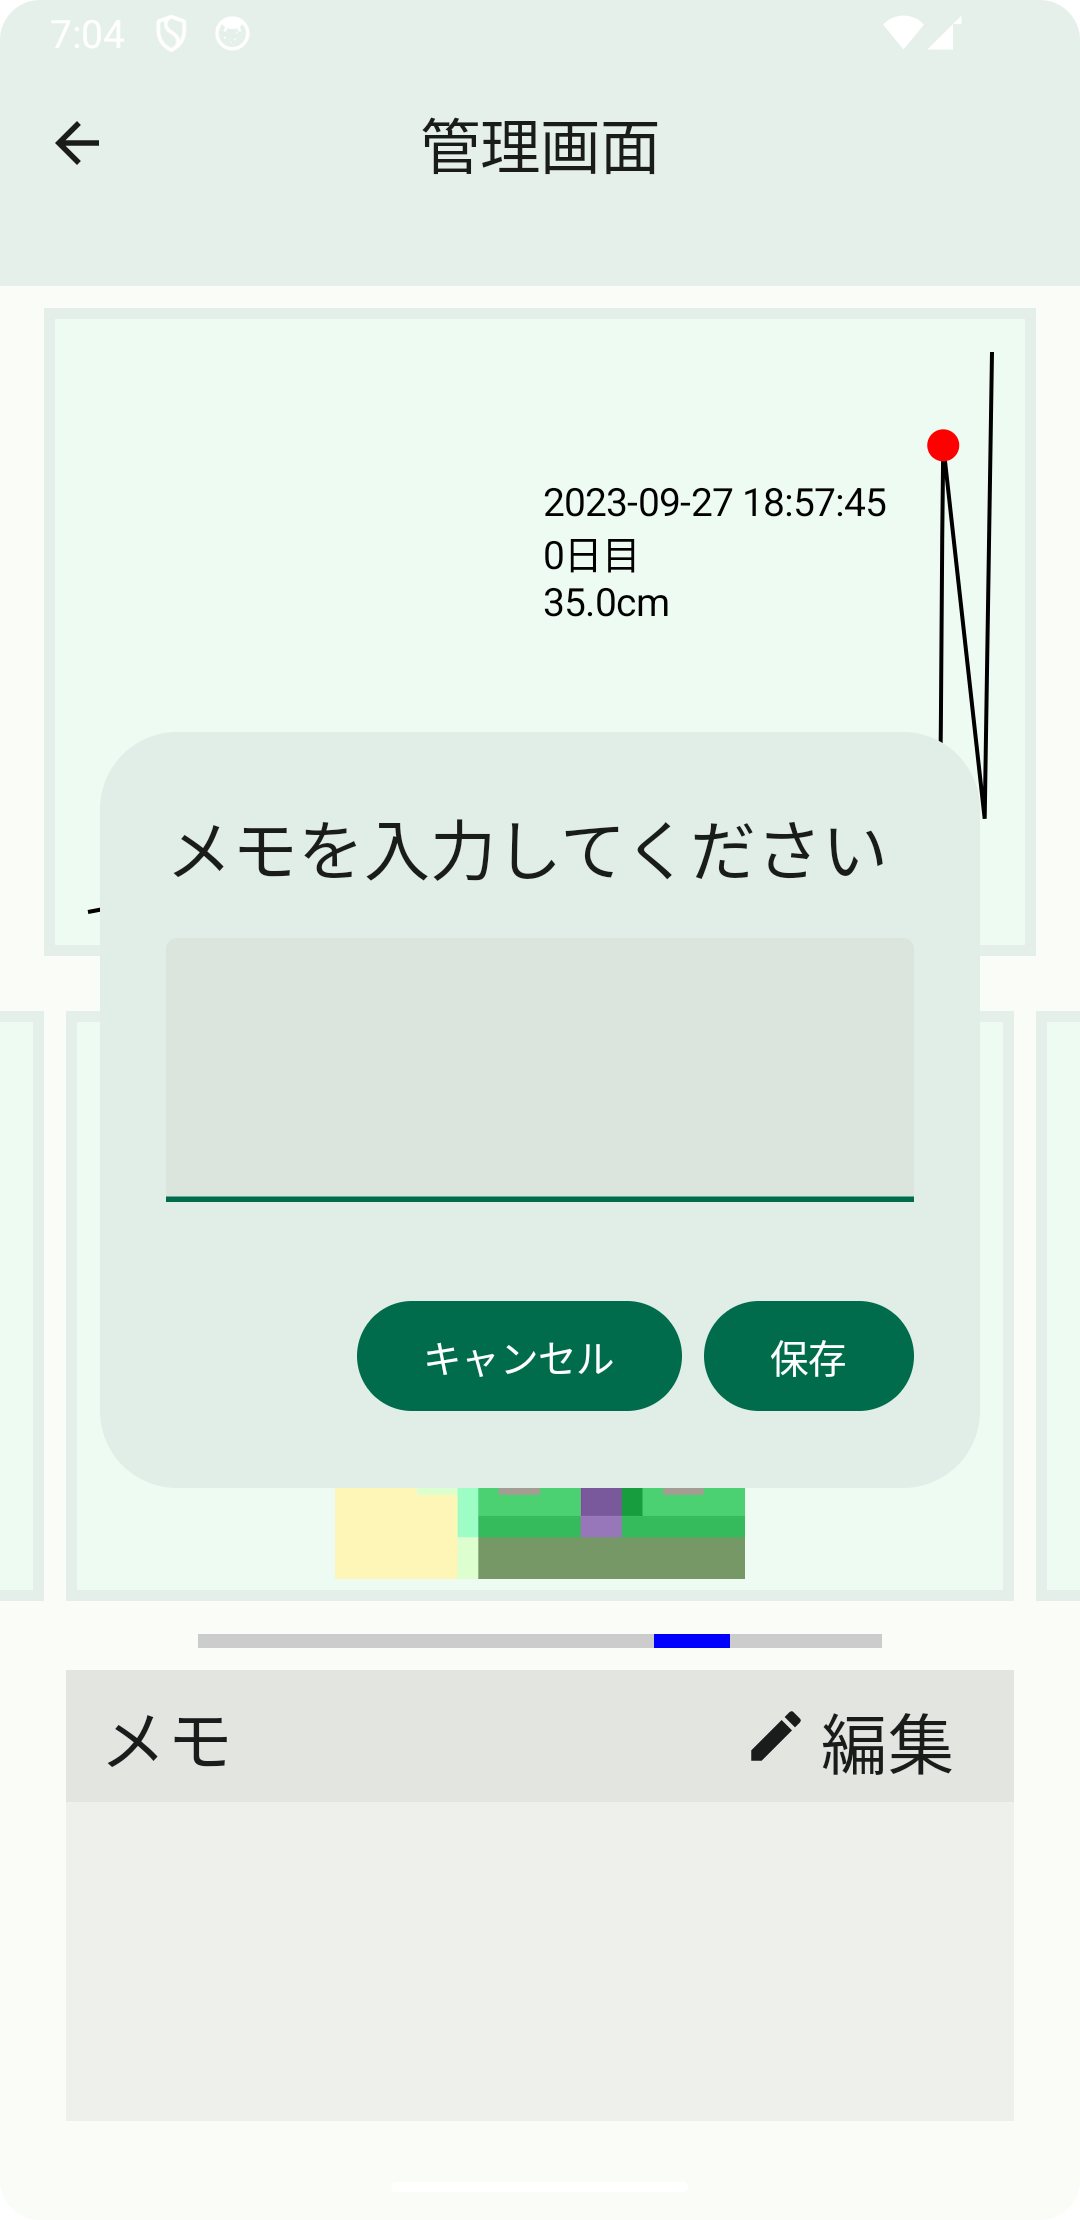 7:04
管理画面
2023-09-27 18:57:45
0日目
35.0cm
メモを入力してください
キャンセル
保存
メモ
編集